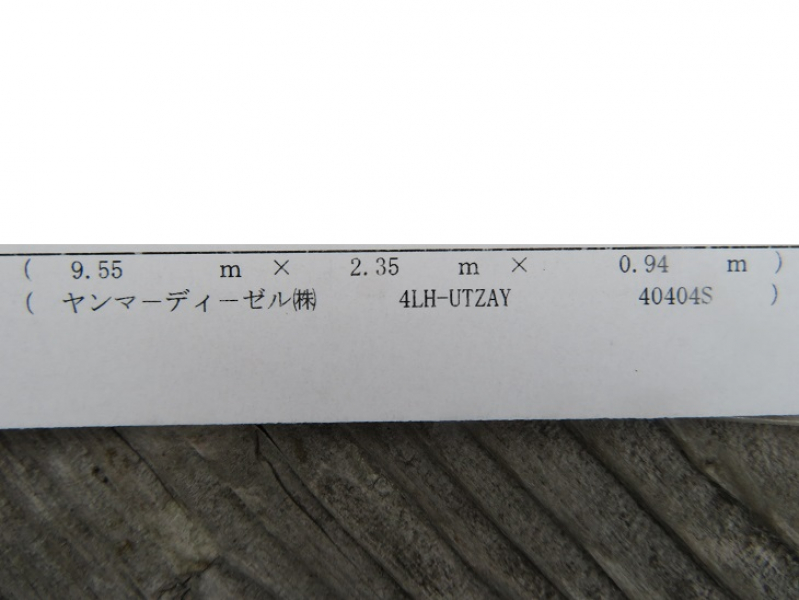 ( 9.55 m × 2.35 m × 0.94 m )
( ヤンマーディーゼル㈱ 4LH-UTZAY 40404S )